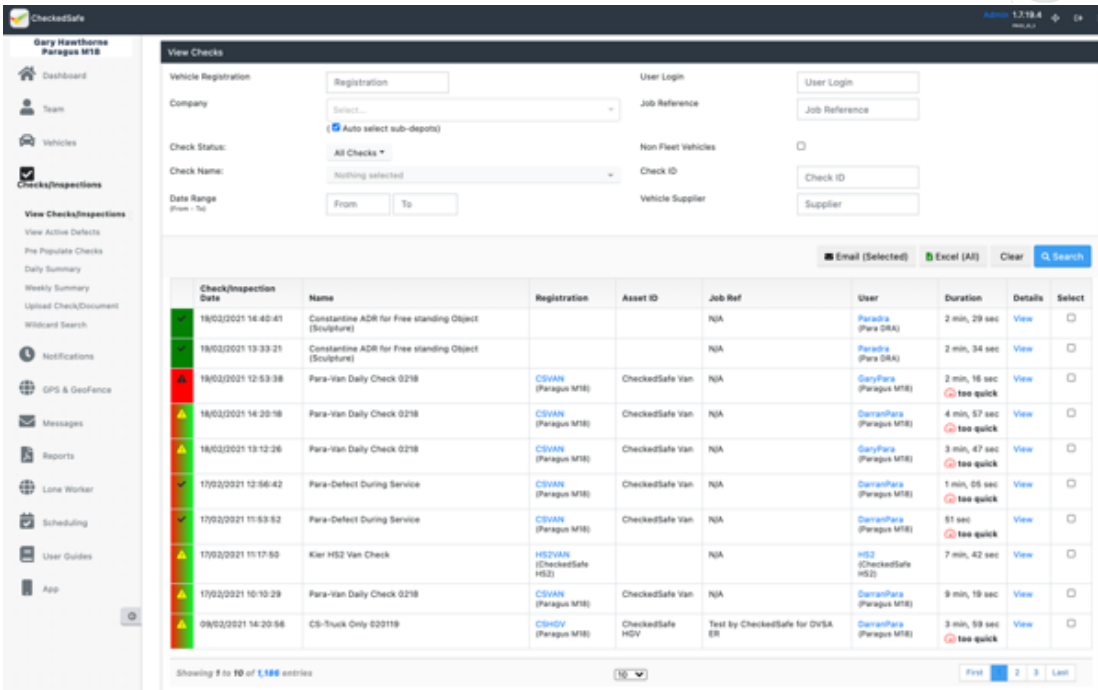 CheckedSafe
Admin 1.7.19.4
Gary Hawthorne
Paragus M18
Dashboard
Team
Vehicles
Checks/Inspections
View Checks/Inspections
View Active Defects
Pre Populate Checks
Daily Summary
Weekly Summary
Upload Check/Document
Wildcard Search
Notifications
GPS & GeoFence
Messages
Reports
Lone Worker
Scheduling
User Guides
App
View Checks
Vehicle Registration Registration User Login User Login
Company Select... Job Reference Job Reference
(Auto select sub-depots)
Check Status: All Checks Non Fleet Vehicles
Check Name: Nothing selected Check ID Check ID
Date Range From To Vehicle Supplier Supplier
(From - To)
Email (Selected) Excel (All) Clear Search
Check/Inspection Date Name Registration Asset ID Job Ref User Duration Details Select
19/02/2021 14:40:41 Constantine ADR for Free standing Object N/A Paradra 2 min, 29 sec View
(Sculpture) (Para DRA)
19/02/2021 13:33:21 Constantine ADR for Free standing Object N/A Paradra 2 min, 34 sec View
(Sculpture) (Para DRA)
19/02/2021 12:53:38 Para-Van Daily Check 0218 CSVAN CheckedSafe Van N/A GaryPara 2 min, 16 sec View
(Paragus M18) (Paragus M18) too quick
18/02/2021 14:20:18 Para-Van Daily Check 0218 CSVAN CheckedSafe Van N/A DarranPara 4 min, 57 sec View
(Paragus M18) (Paragus M18) too quick
18/02/2021 13:12:26 Para-Van Daily Check 0218 CSVAN CheckedSafe Van N/A GaryPara 3 min, 47 sec View
(Paragus M18) (Paragus M18) too quick
17/02/2021 12:56:42 Para-Defect During Service CSVAN CheckedSafe Van N/A DarranPara 1 min, 05 sec View
(Paragus M18) (Paragus M18) too quick
17/02/2021 11:53:52 Para-Defect During Service CSVAN CheckedSafe Van N/A DarranPara 51 sec View
(Paragus M18) (Paragus M18) too quick
17/02/2021 11:17:50 Kier HS2 Van Check HS2VAN N/A HS2 7 min, 42 sec View
(CheckedSafe (CheckedSafe
HS2) HS2)
17/02/2021 10:10:29 Para-Van Daily Check 0218 CSVAN CheckedSafe Van N/A DarranPara 9 min, 19 sec View
(Paragus M18) (Paragus M18)
09/02/2021 14:20:56 CS-Truck Only 020119 CSHGV CheckedSafe Test by CheckedSafe for DVSA DarranPara 3 min, 59 sec View
(Paragus M18) HGV ER (Paragus M18) too quick
Showing 1 to 10 of 1,186 entries 10 First 1 2 3 Last